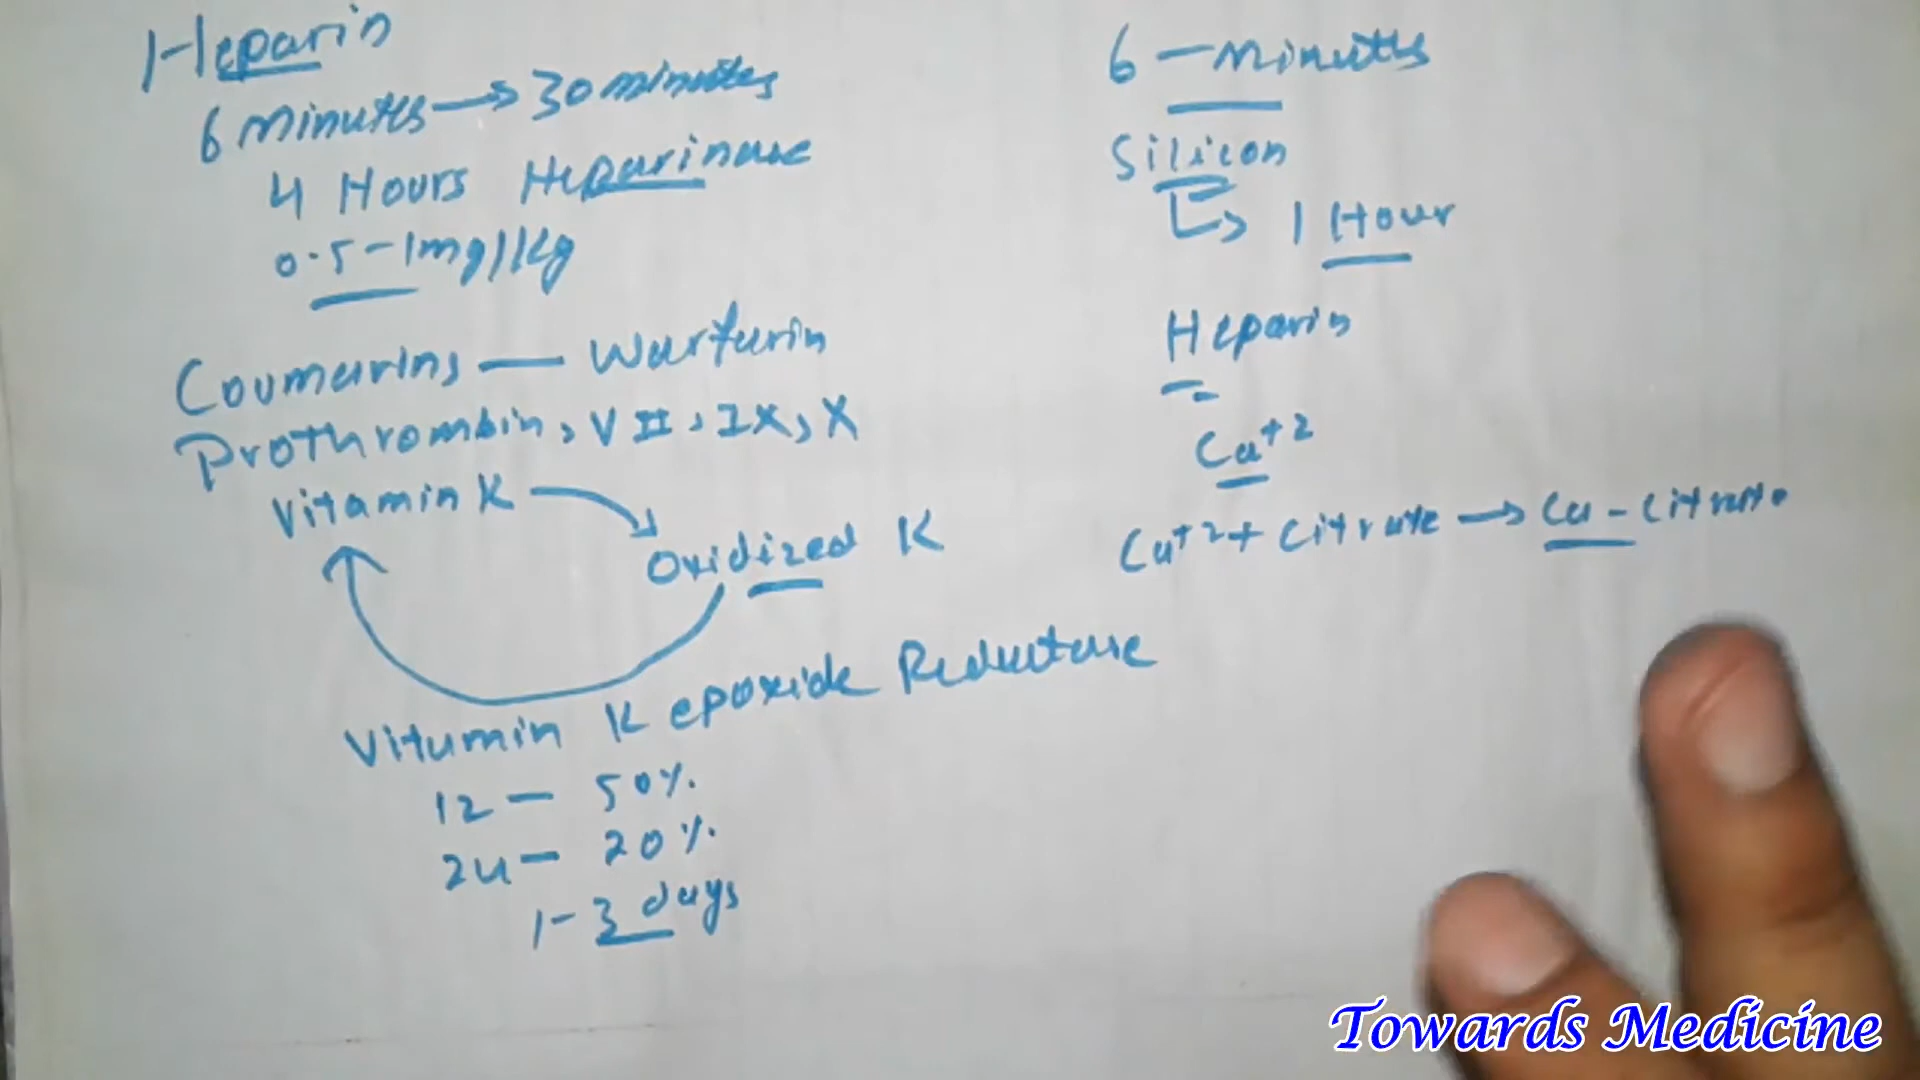 Heparin
6 minutes → 30 minutes
4 Hours Heparinase
0.5-1mg/kg
Coumarins — Warfarin
Prothrombin, VII, IX, X
Vitamin K
Oxidized K
Vitamin K epoxide Reductase
12 — 50%.
24 — 20%.
1-3 days
6 — minutes
Silicon
↳ 1 Hour
Heparin
Ca+2
Ca+2 + citrate → Ca - citrate
Towards Medicine